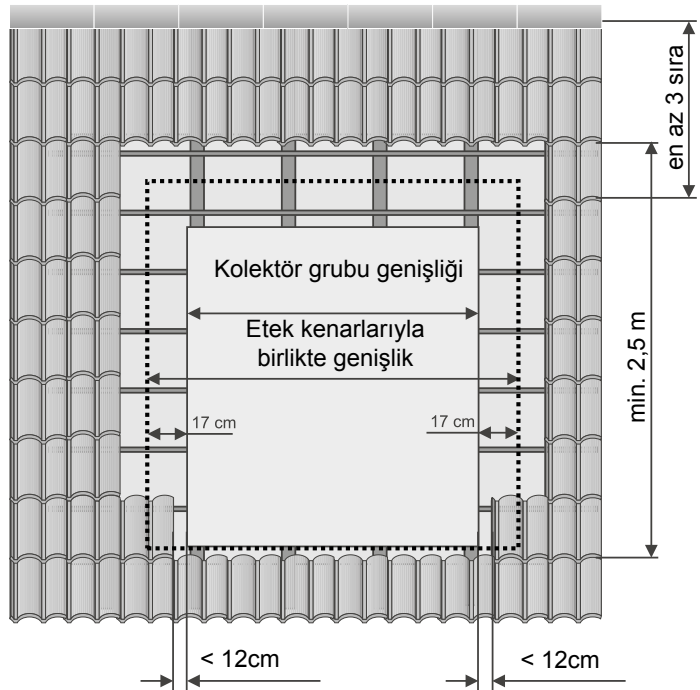 en az 3 sıra
Kolektör grubu genişliği
Etek kenarlarıyla
birlikte genişlik
min. 2,5 m
17 cm
17 cm
< 12cm
< 12cm